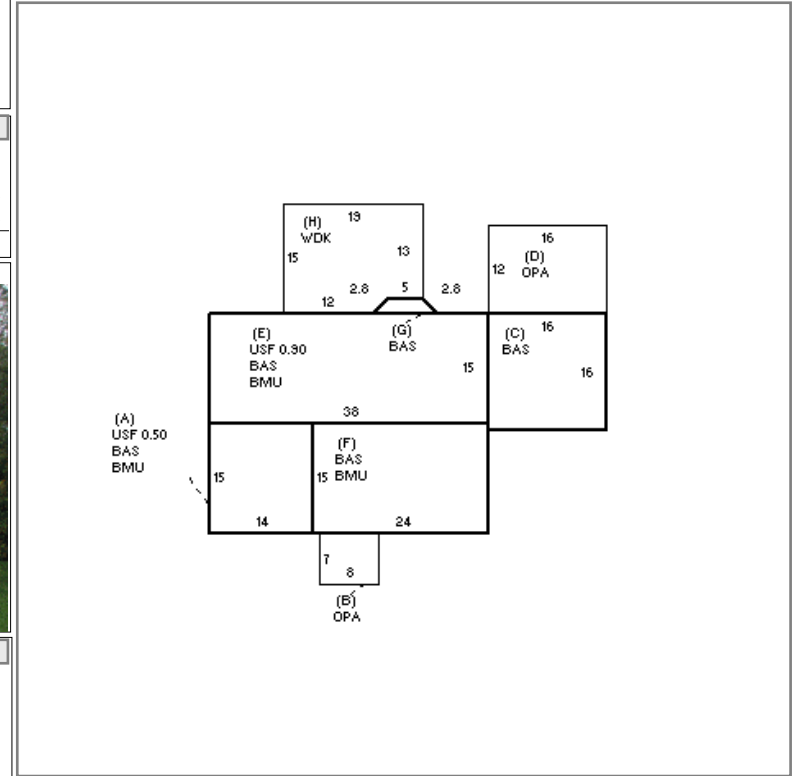 19
(H)
WDK
13
15
2.8
5
2.8
12
16
(D)
12
OPA
(E)
USF 0.90
BAS
BMU
(G)
BAS
15
38
16
(C)
BAS
16
(A)
USF 0.50
BAS
BMU
15
14
(F)
BAS
15 BMU
24
7
8
(B)
OPA